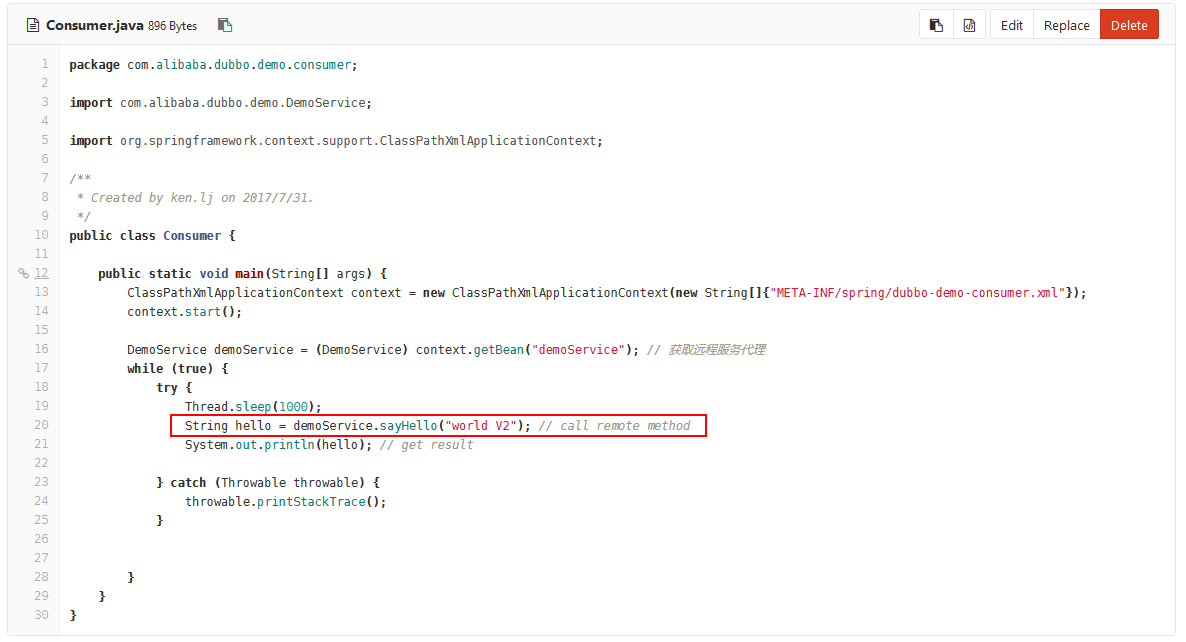 Consumer.java 896 Bytes
Edit Replace Delete
1 package com.alibaba.dubbo.demo.consumer;
2
3 import com.alibaba.dubbo.demo.DemoService;
4
5 import org.springframework.context.support.ClassPathXmlApplicationContext;
6
7 /**
8  * Created by ken.lj on 2017/7/31.
9  */
10 public class Consumer {
11
12     public static void main(String[] args) {
13         ClassPathXmlApplicationContext context = new ClassPathXmlApplicationContext(new String[]{"META-INF/spring/dubbo-demo-consumer.xml"});
14         context.start();
15
16         DemoService demoService = (DemoService) context.getBean("demoService"); // 获取远程服务代理
17         while (true) {
18             try {
19                 Thread.sleep(1000);
20                 String hello = demoService.sayHello("world V2"); // call remote method
21                 System.out.println(hello); // get result
22
23             } catch (Throwable throwable) {
24                 throwable.printStackTrace();
25             }
26
27
28         }
29     }
30 }